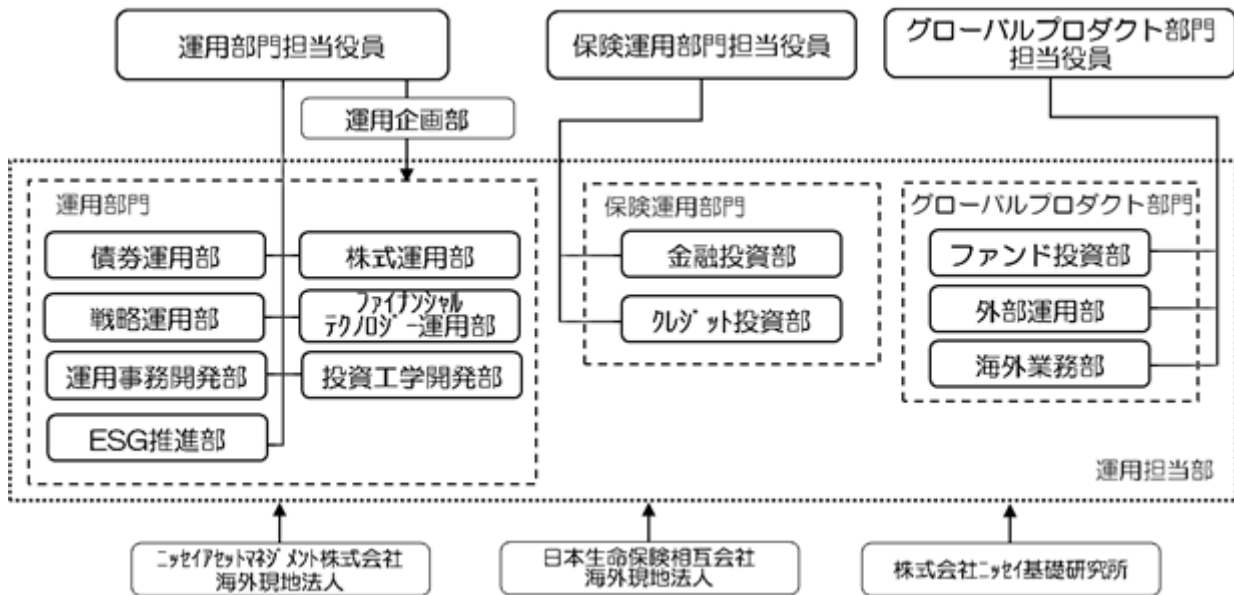 運用部門担当役員
保険運用部門担当役員
グローバルプロダクト部門
担当役員
運用企画部
運用部門
債券運用部
株式運用部
戦略運用部
ファイナンシャル
テクノロジー運用部
運用事務開発部
投資工学開発部
ESG推進部
保険運用部門
金融投資部
クレジット投資部
グローバルプロダクト部門
ファンド投資部
外部運用部
海外業務部
運用担当部
ニッセイアセットマネジメント株式会社
海外現地法人
日本生命保険相互会社
海外現地法人
株式会社ニッセイ基礎研究所